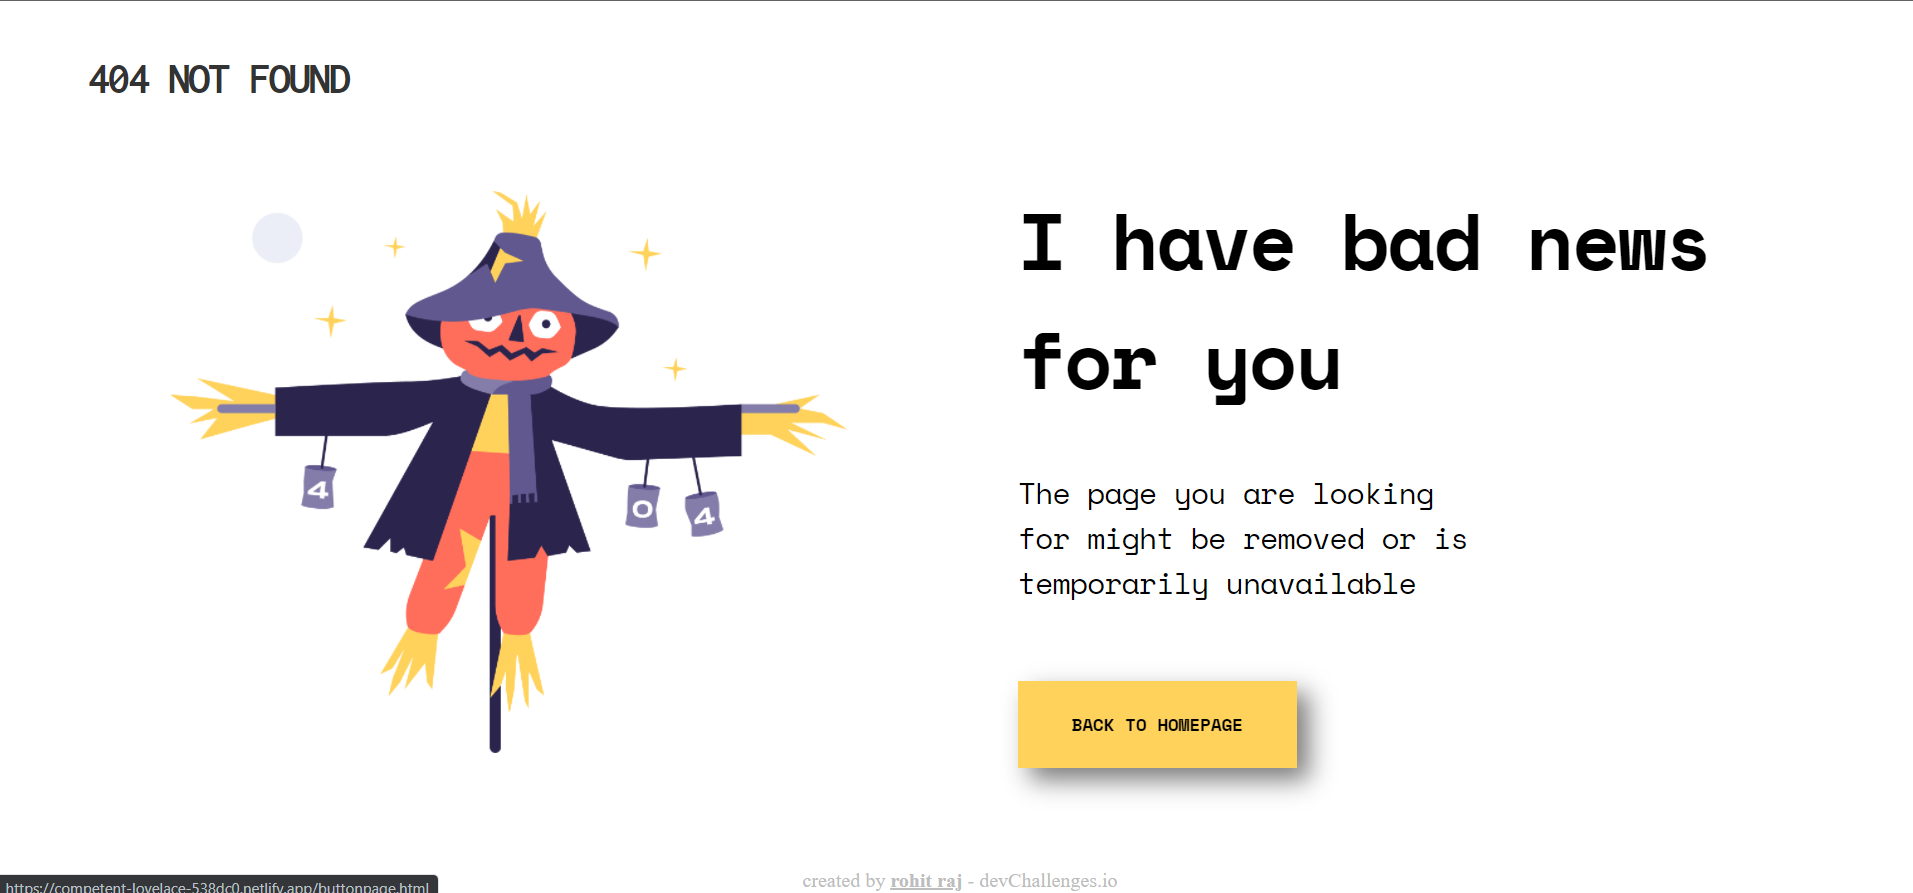 404 NOT FOUND
I have bad news
for you
4
0
4
The page you are looking
for might be removed or is
temporarily unavailable
BACK TO HOMEPAGE
created by rohit raj - devChallenges.io
https://competent-lovelace-538dc0.netlify.app/buttonpage.html